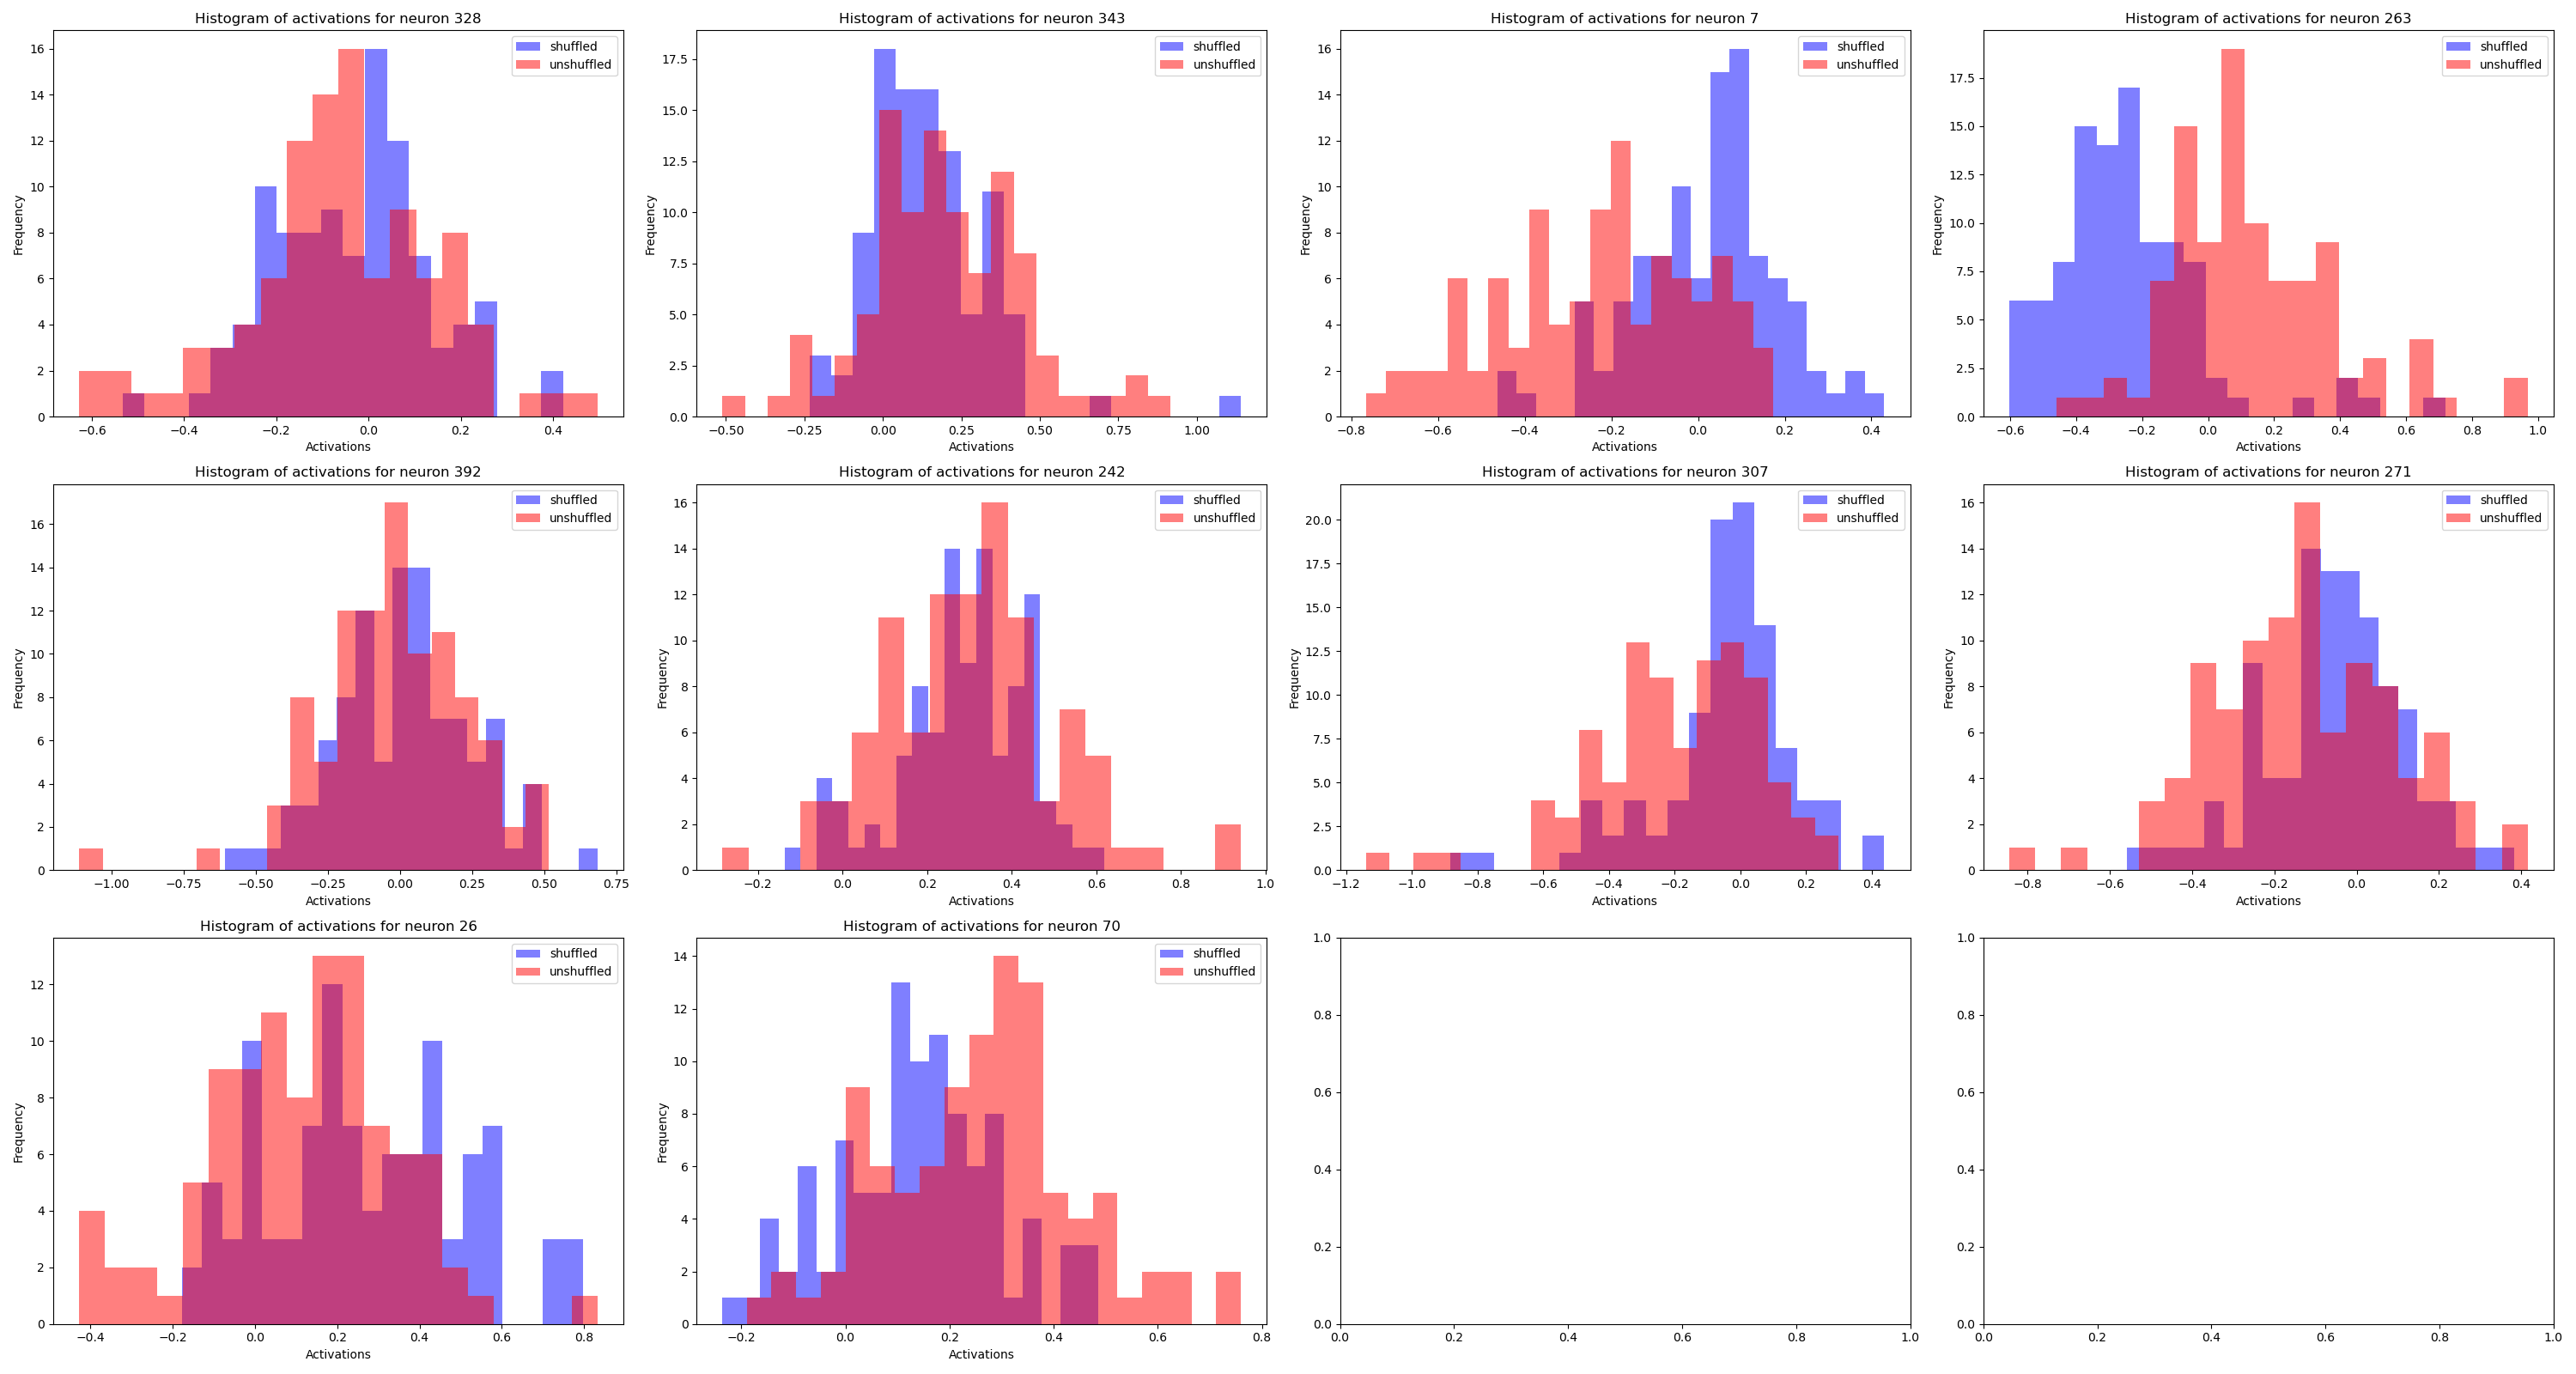 Histogram of activations for neuron 328
shuffled
unshuffled
Frequency
16
14
12
10
8
6
4
2
0
−0.6 −0.4 −0.2 0.0 0.2 0.4
Activations
Histogram of activations for neuron 343
shuffled
unshuffled
Frequency
17.5
15.0
12.5
10.0
7.5
5.0
2.5
0.0
−0.50 −0.25 0.00 0.25 0.50 0.75 1.00
Activations
Histogram of activations for neuron 7
shuffled
unshuffled
Frequency
16
14
12
10
8
6
4
2
0
−0.8 −0.6 −0.4 −0.2 0.0 0.2 0.4
Activations
Histogram of activations for neuron 263
shuffled
unshuffled
Frequency
17.5
15.0
12.5
10.0
7.5
5.0
2.5
0.0
−0.6 −0.4 −0.2 0.0 0.2 0.4 0.6 0.8 1.0
Activations
Histogram of activations for neuron 392
shuffled
unshuffled
Frequency
16
14
12
10
8
6
4
2
0
−1.00 −0.75 −0.50 −0.25 0.00 0.25 0.50 0.75
Activations
Histogram of activations for neuron 242
shuffled
unshuffled
Frequency
16
14
12
10
8
6
4
2
0
−0.2 0.0 0.2 0.4 0.6 0.8 1.0
Activations
Histogram of activations for neuron 307
shuffled
unshuffled
Frequency
20.0
17.5
15.0
12.5
10.0
7.5
5.0
2.5
0.0
−1.2 −1.0 −0.8 −0.6 −0.4 −0.2 0.0 0.2 0.4
Activations
Histogram of activations for neuron 271
shuffled
unshuffled
Frequency
16
14
12
10
8
6
4
2
0
−0.8 −0.6 −0.4 −0.2 0.0 0.2 0.4
Activations
Histogram of activations for neuron 26
shuffled
unshuffled
Frequency
12
10
8
6
4
2
0
−0.4 −0.2 0.0 0.2 0.4 0.6 0.8
Activations
Histogram of activations for neuron 70
shuffled
unshuffled
Frequency
14
12
10
8
6
4
2
0
−0.2 0.0 0.2 0.4 0.6 0.8
Activations
1.0
0.8
0.6
0.4
0.2
0.0
0.0 0.2 0.4 0.6 0.8 1.0
1.0
0.8
0.6
0.4
0.2
0.0
0.0 0.2 0.4 0.6 0.8 1.0